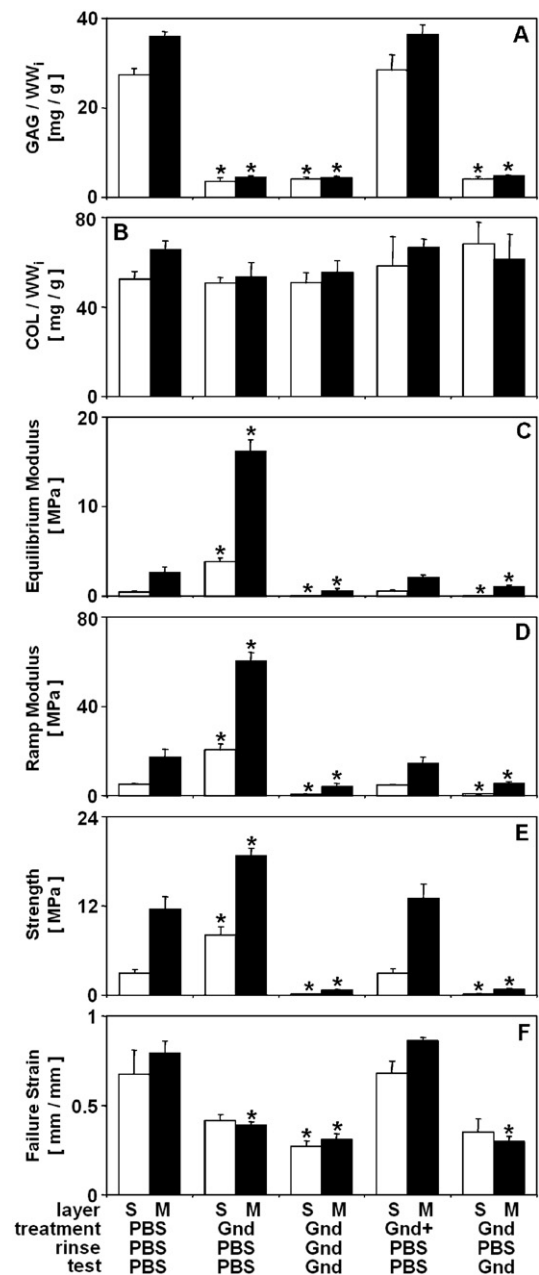 A
GAG / WWi
[mg / g]
40
20
0
* * * * * *
B
COL / WWi
[ mg / g ]
80
40
0
C
Equilibrium Modulus
[ MPa ]
20
10
0
* * * * * *
D
Ramp Modulus
[ MPa ]
80
40
0
* * * * * *
E
Strength
[ MPa ]
24
12
0
* * * * * *
F
Failure Strain
[ mm / mm ]
1
0.5
0
* * * *
layer S M S M S M S M S M
treatment PBS Gnd Gnd Gnd+ Gnd
rinse PBS PBS Gnd PBS PBS
test PBS PBS Gnd PBS Gnd